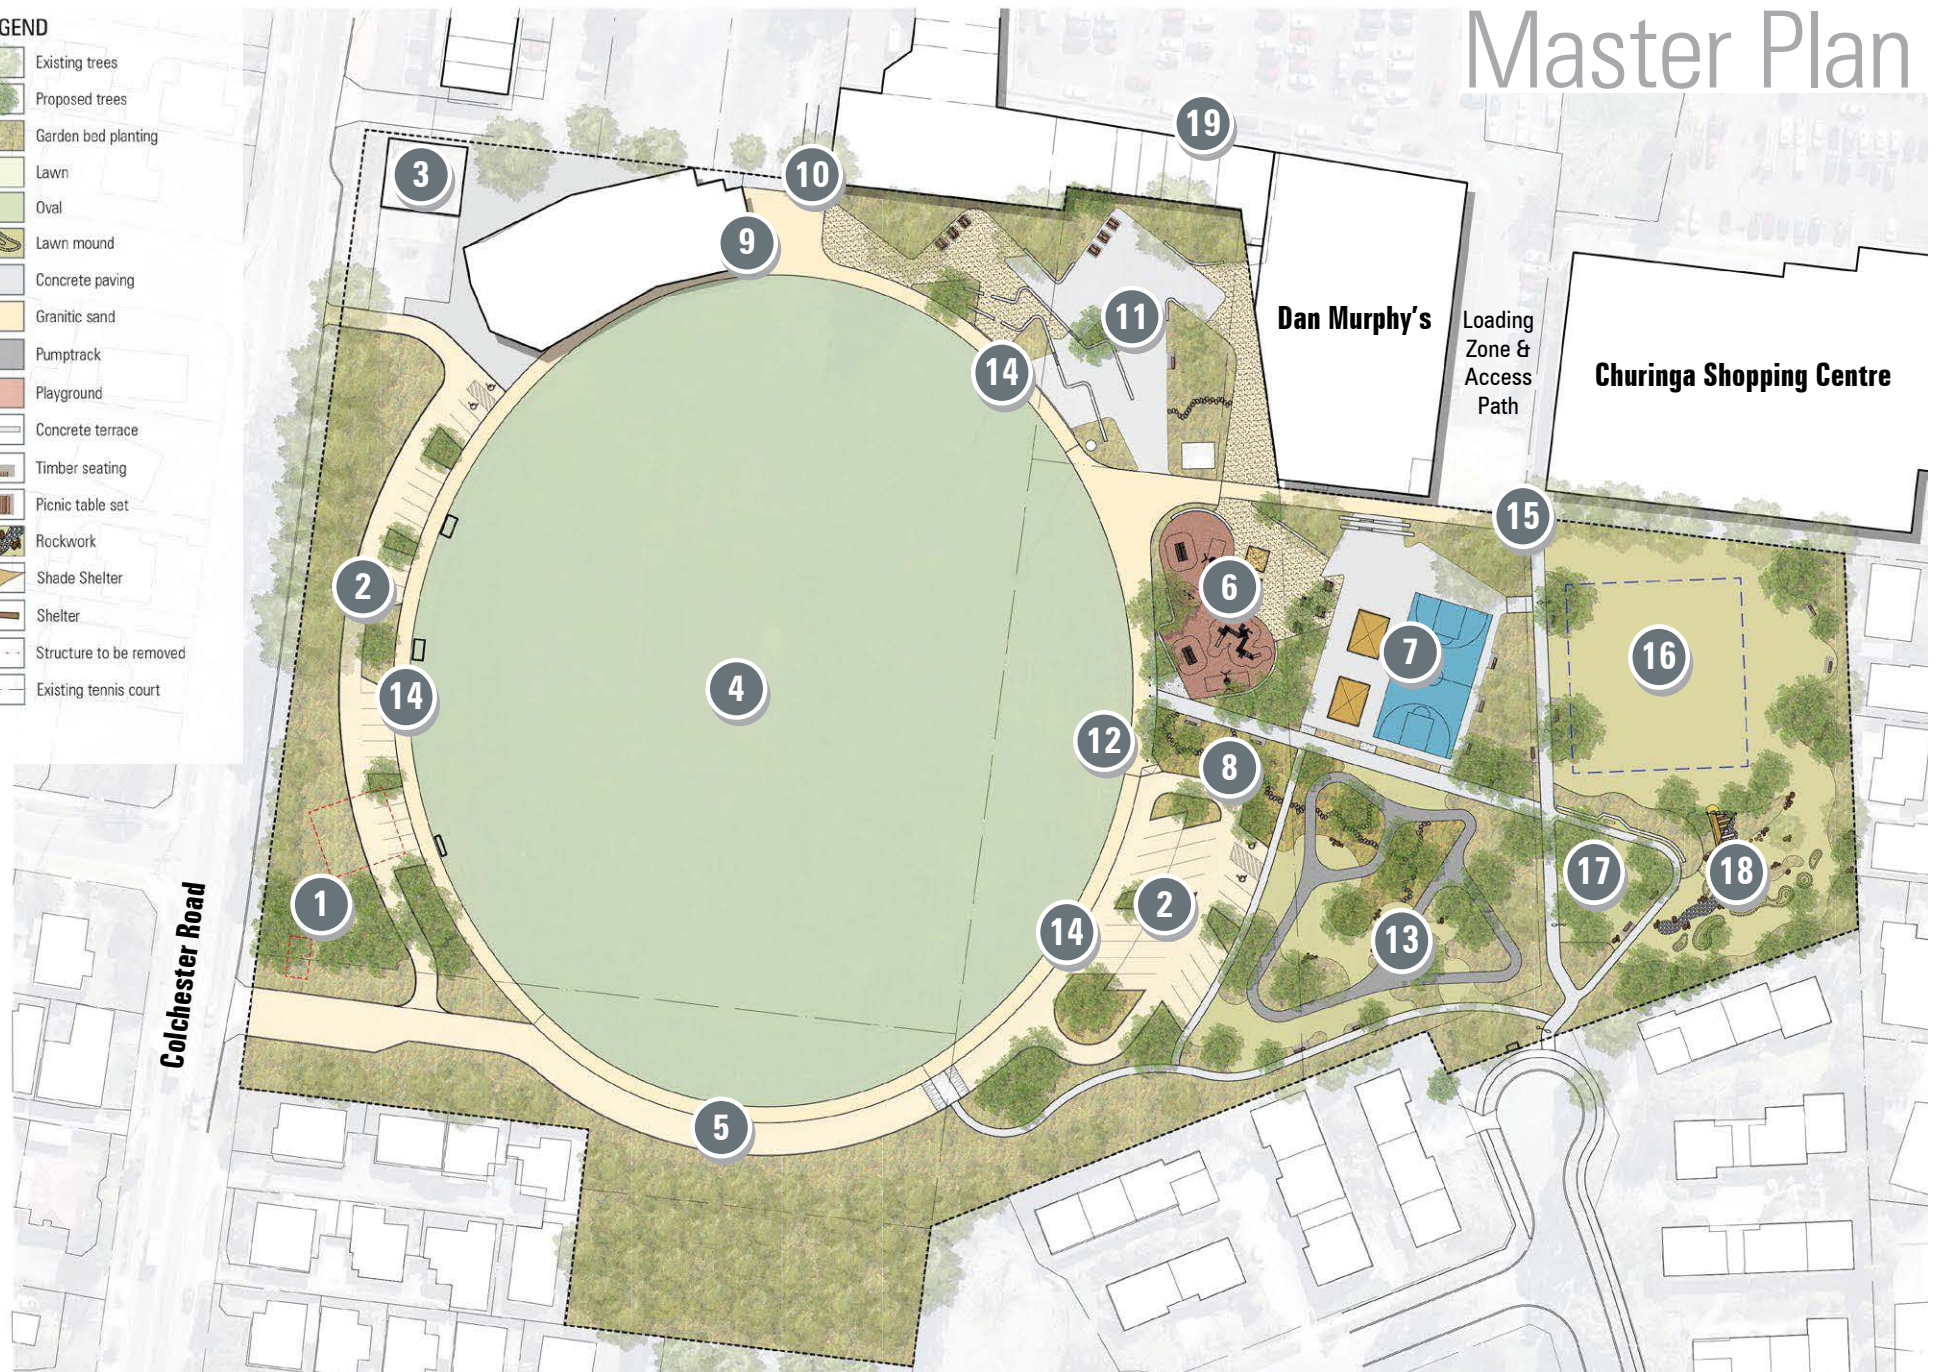 Master Plan
GEND
Existing trees
Proposed trees
Garden bed planting
Lawn
Oval
Lawn mound
Concrete paving
Granitic sand
Pumptrack
Playground
Concrete terrace
Timber seating
Picnic table set
Rockwork
Shade Shelter
Shelter
Structure to be removed
Existing tennis court
19
3
10
9
11
Dan Murphy's
Loading
Zone &
Access
Path
Churinga Shopping Centre
14
15
2
6
7
16
4
14
12
8
17
18
1
2
14
13
Colchester Road
5